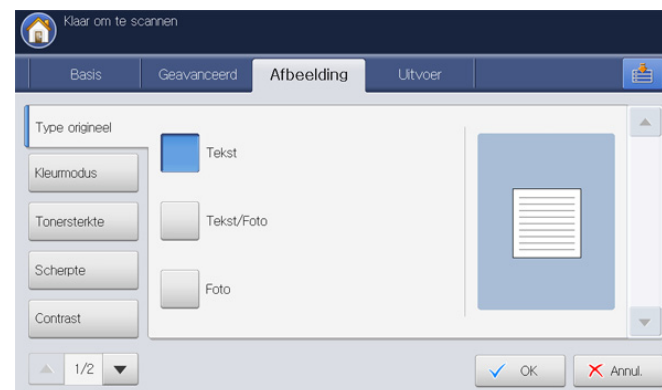 Klaar om te scannen
Basis Geavanceerd Afbeelding Uitvoer
Type origineel
Tekst
Kleurmodus
Tonersterkte
Tekst/Foto
Scherpte
Foto
Contrast
1/2
OK Annul.